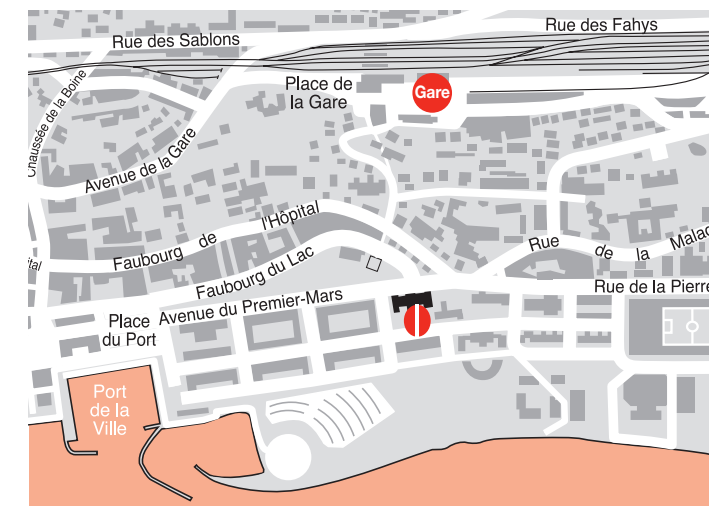 Rue des Fahys
Rue des Sablons
Place de
la Gare
Gare
Chaussée de la Boine
Avenue de la Gare
Faubourg de l'Hôpital
Rue de la Malad
Faubourg du Lac
ital
Rue de la Pierre
Avenue du Premier-Mars
Place
du Port
Port
de la
Ville